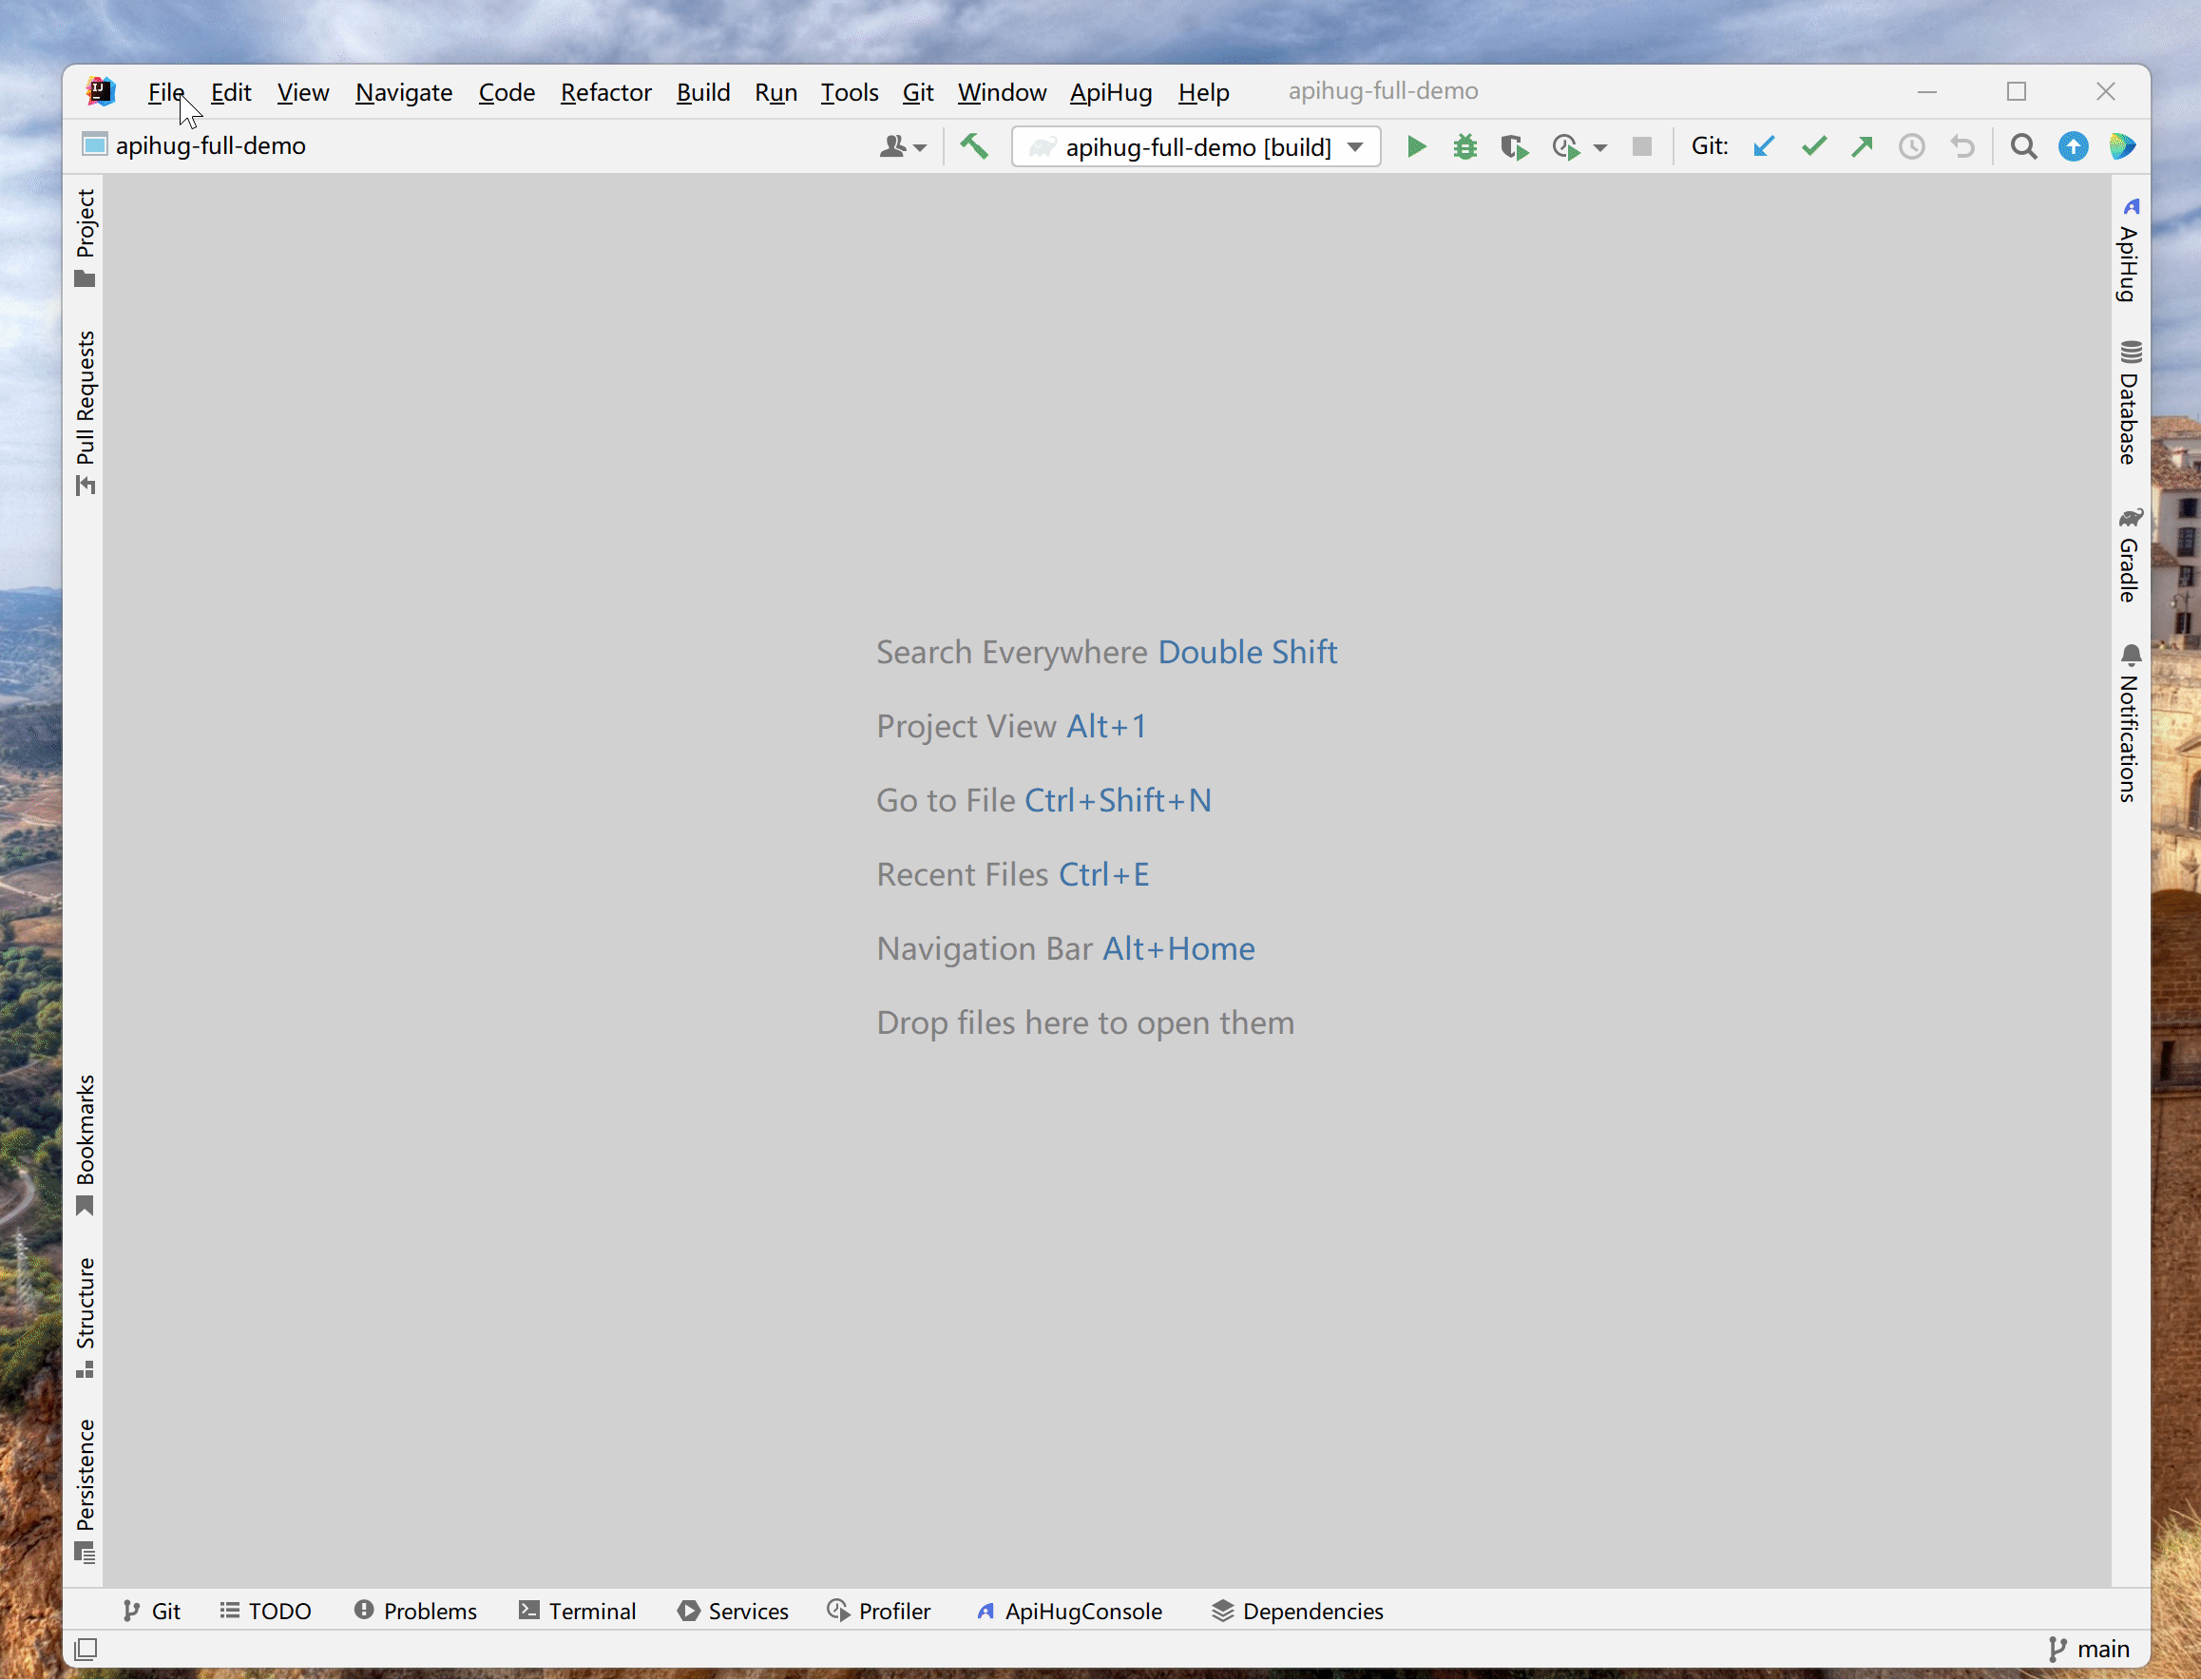 File Edit View Navigate Code Refactor Build Run Tools Git Window ApiHug Help apihug-full-demo
apihug-full-demo
apihug-full-demo [build]
Git:
Project
Pull Requests
Bookmarks
Structure
Persistence
Search Everywhere Double Shift
Project View Alt+1
Go to File Ctrl+Shift+N
Recent Files Ctrl+E
Navigation Bar Alt+Home
Drop files here to open them
ApiHug
Database
Gradle
Notifications
Git TODO Problems Terminal Services Profiler ApiHugConsole Dependencies
main